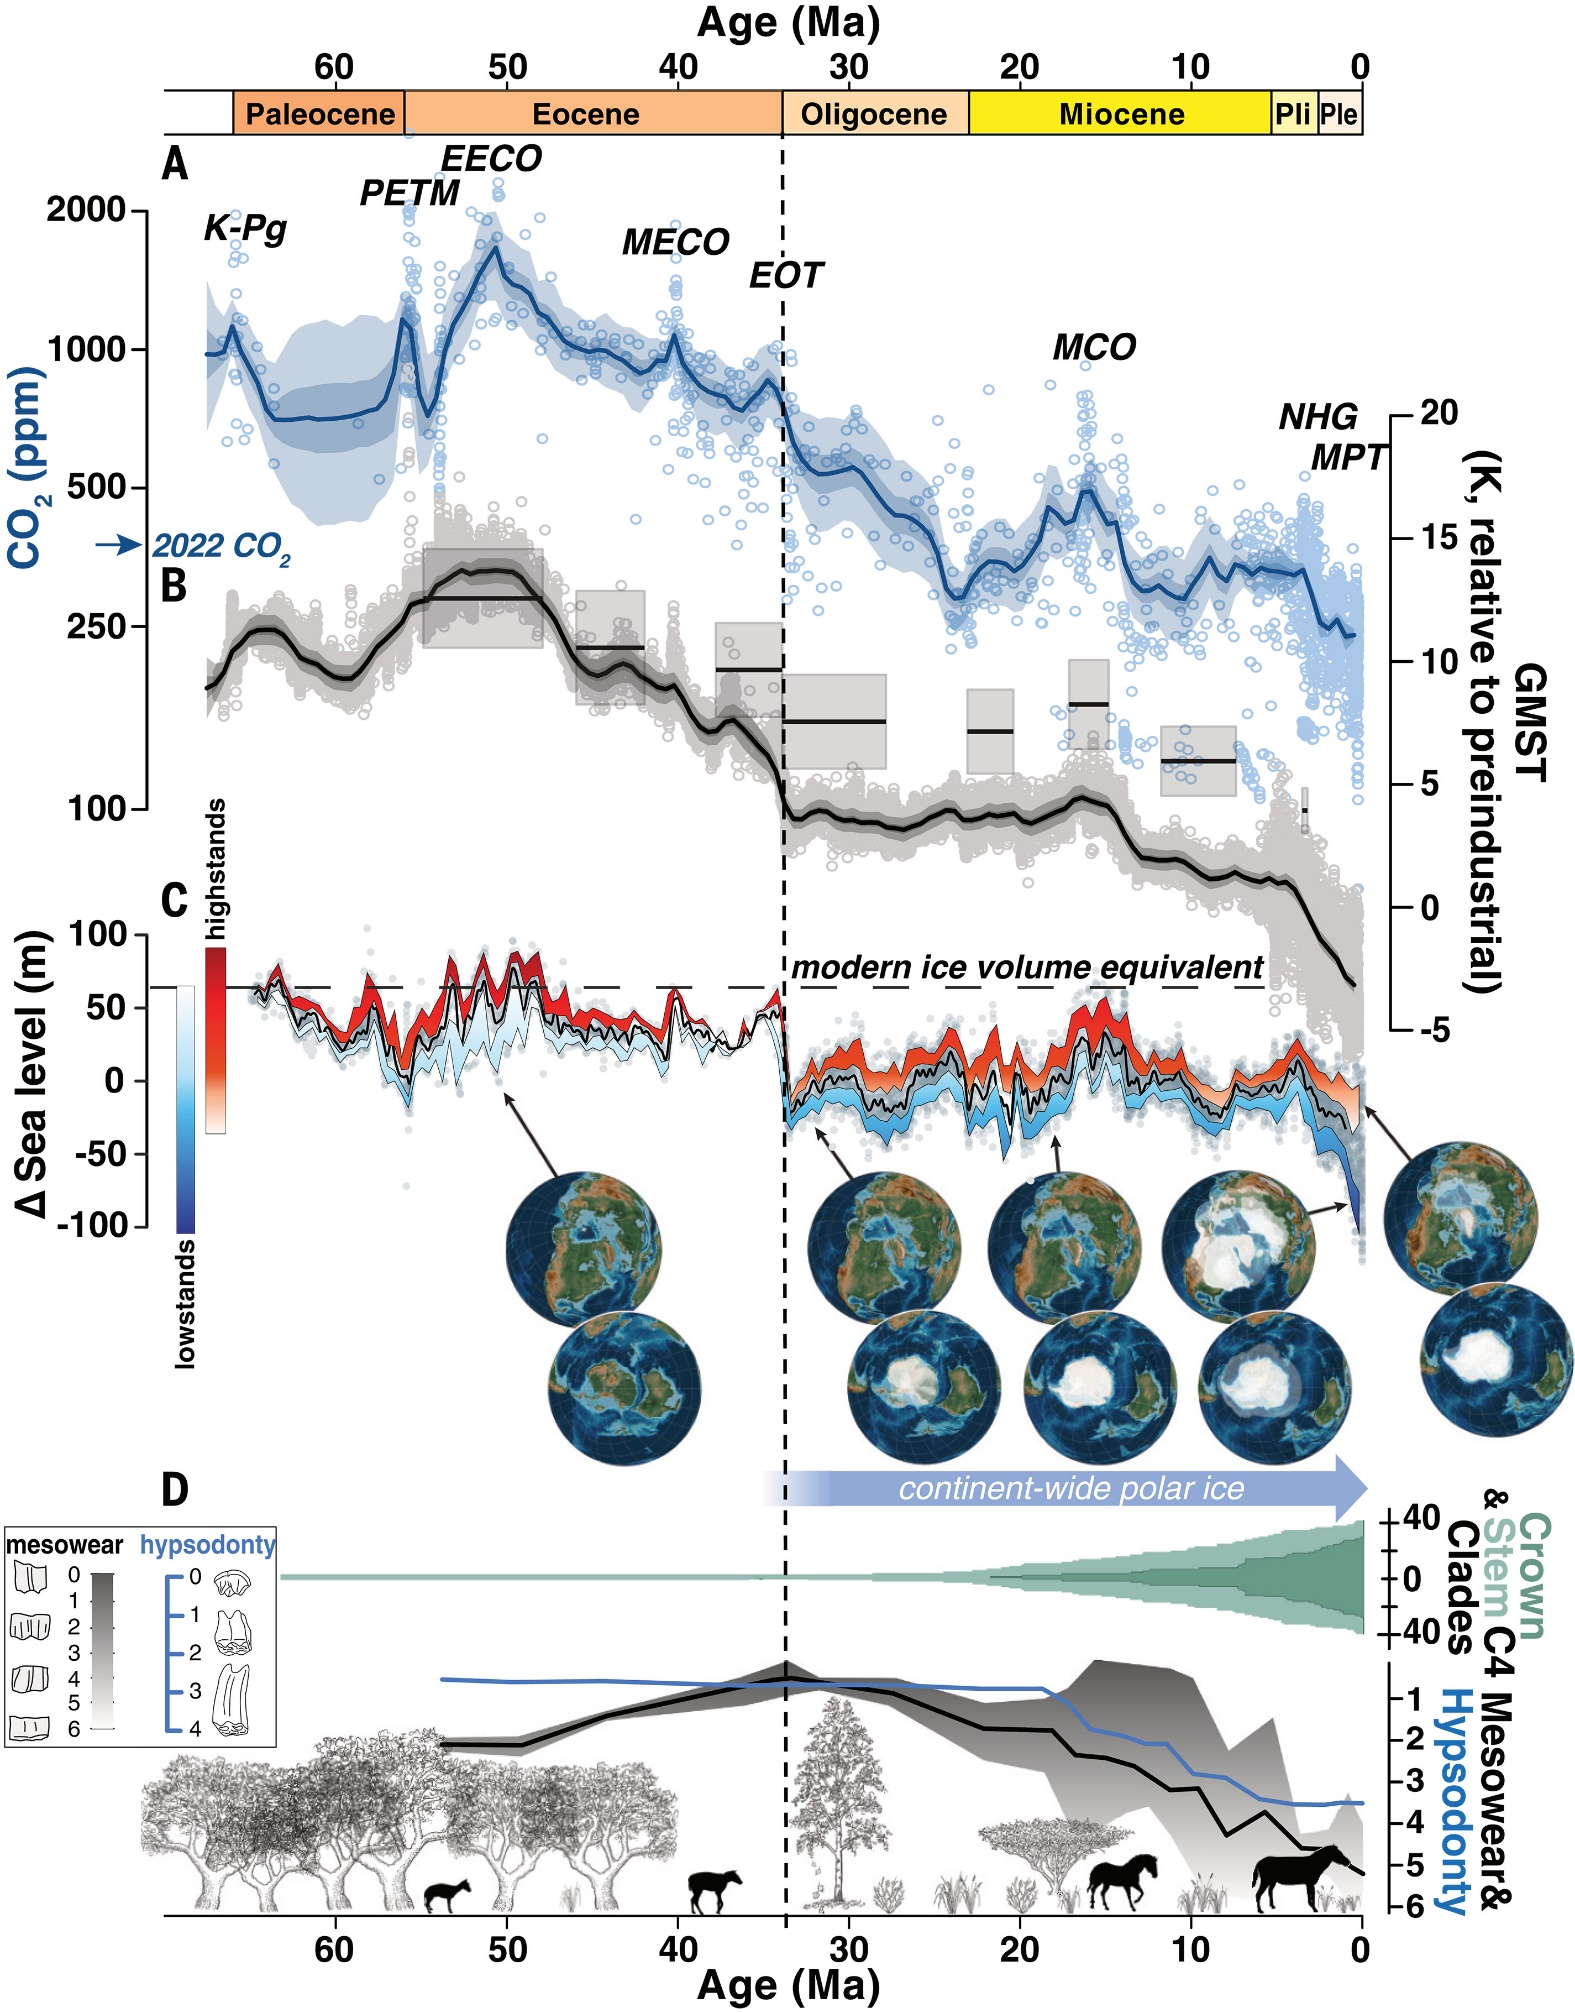 Age (Ma)
60 50 40 30 20 10 0
Paleocene Eocene Oligocene Miocene Pli Ple
A
EECO
PETM
K-Pg
MECO
EOT
MCO
NHG
MPT
2000
1000
500
250
100
CO2 (ppm)
2022 CO2
B
20
15
10
5
0
-5
GMST
(K, relative to preindustrial)
C
highstands
lowstands
100
50
0
-50
-100
Δ Sea level (m)
modern ice volume equivalent
continent-wide polar ice
D
mesowear hypsodonty
0
1
2
3
4
5
6
0
1
2
3
4
40
0
40
Crown
& Stem C4
Clades
1
2
3
4
5
6
Mesowear&
Hypsodonty
60 50 40 30 20 10 0
Age (Ma)